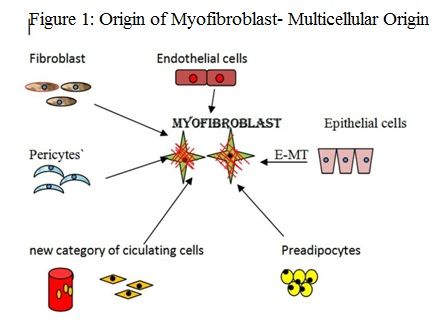 Figure 1: Origin of Myofibroblast- Multicellular Origin
Fibroblast
Endothelial cells
MYOFIBROBLAST
Epithelial cells
Pericytes`
E-MT
new category of ciculating cells
Preadipocytes